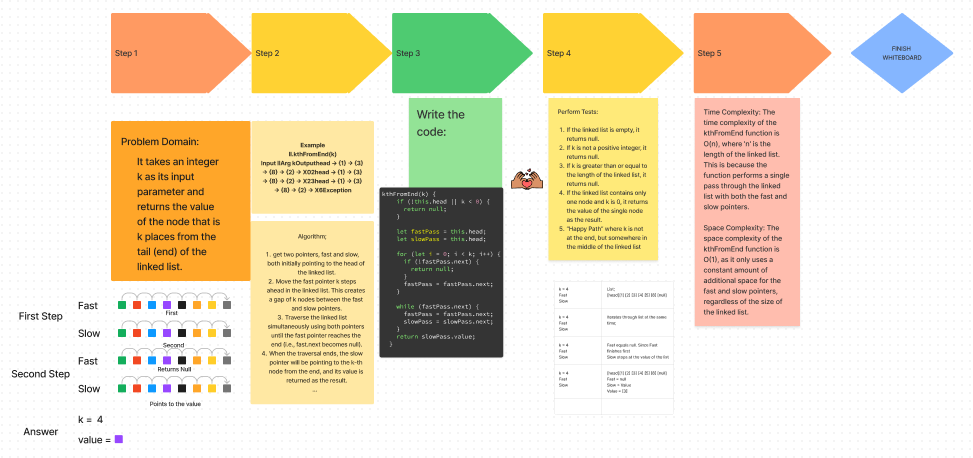 Step 1
Step 2
Step 3
Step 4
Step 5
FINISH
WHITEBOARD
Problem Domain:
It takes an integer
k as its input
parameter and
returns the value
of the node that is
k places from the
tail (end) of the
linked list.
Example
ll.kthFromEnd(k)
Input llArg kOutputhead -> {1} -> {3}
-> {8} -> {2} -> X02head -> {1} -> {3}
-> {8} -> {2} -> X23head -> {1} -> {3}
-> {8} -> {2} -> X6Exception
Algorithm;
1. get two pointers, fast and slow,
both initially pointing to the head of
the linked list.
2. Move the fast pointer k steps
ahead in the linked list. This creates
a gap of k nodes between the fast
and slow pointers.
3. Traverse the linked list
simultaneously using both pointers
until the fast pointer reaches the
end (i.e., fast.next becomes null).
4. When the traversal ends, the slow
pointer will be pointing to the k-th
node from the end, and its value is
returned as the result.
...
Write the
code:
kthFromEnd(k) {
if (!this.head || k < 0) {
return null;
}
let fastPass = this.head;
let slowPass = this.head;
for (let i = 0; i < k; i++) {
if (!fastPass.next) {
return null;
}
fastPass = fastPass.next;
}
while (fastPass.next) {
fastPass = fastPass.next;
slowPass = slowPass.next;
}
return slowPass.value;
}
Perform Tests:
1. If the linked list is empty, it
returns null.
2. If k is not a positive integer, it
returns null.
3. If k is greater than or equal to
the length of the linked list, it
returns null.
4. If the linked list contains only
one node and k is 0, it returns the
value of the single node
as the result.
5. "Happy Path" where k is not
at the end, but somewhere in
the middle of the linked list
k = 4
Fast
Slow
List:
[head] [1] [2] [3] [4] [5] [6] [null]
k = 4
Fast
Slow
Iterates through list at the same
time;
k = 4
Fast
Slow
Fast equals null. Since Fast
finishes first
Slow stops at the value of the list
k = 4
Fast
Slow
[head] [1] [2] [3] [4] [5] [6] [null]
Fast = null
Slow = Value
Value = [3]
Time Complexity: The
time complexity of the
kthFromEnd function is
O(n), where 'n' is the
length of the linked list.
This is because the
function performs a single
pass through the linked
list with both the fast and
slow pointers.
Space Complexity: The
space complexity of the
kthFromEnd function is
O(1), as it only uses a
constant amount of
additional space for the
fast and slow pointers,
regardless of the size of
the linked list.
First Step
Fast
First
Slow
Second
Second Step
Fast
Returns Null
Slow
Points to the value
Answer
k = 4
value =